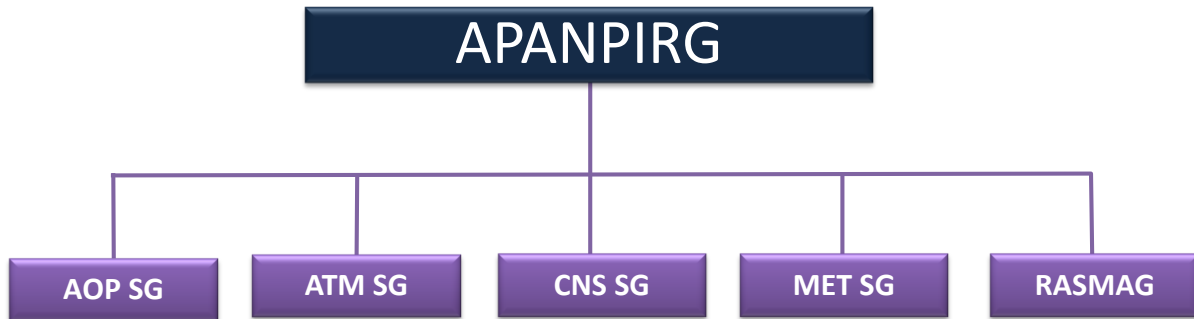 APANPIRG
AOP SG
ATM SG
CNS SG
MET SG
RASMAG